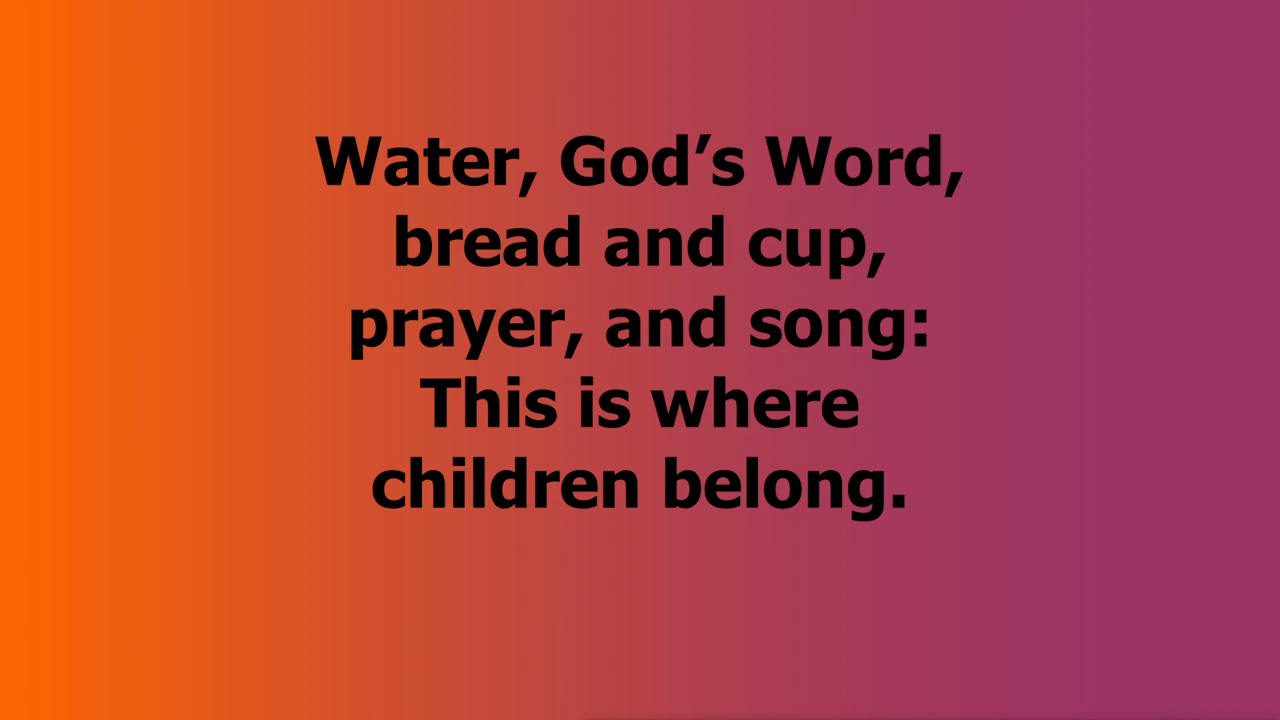 Water, God’s Word,
bread and cup,
prayer, and song:
This is where
children belong.